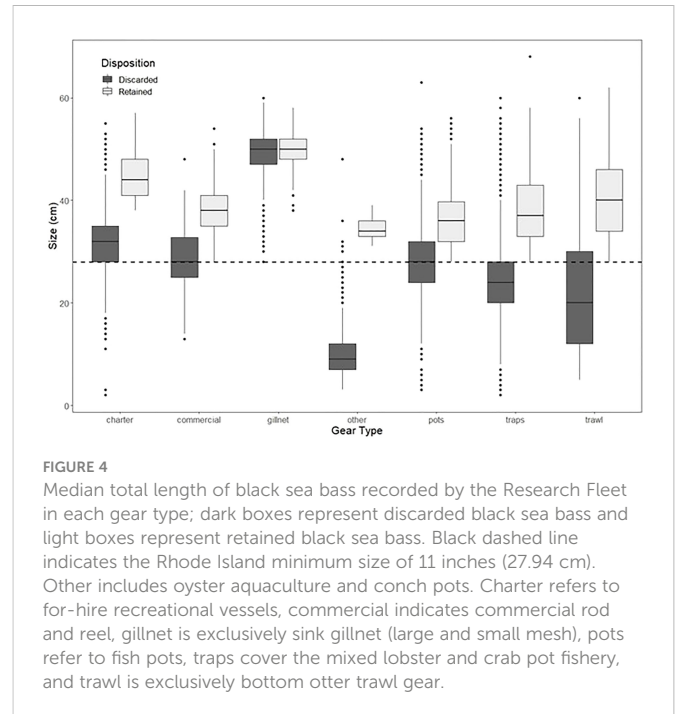 Disposition
Discarded
Retained
60
40
20
0
Size (cm)
charter commercial gillnet other pots traps trawl
Gear Type
FIGURE 4
Median total length of black sea bass recorded by the Research Fleet
in each gear type; dark boxes represent discarded black sea bass and
light boxes represent retained black sea bass. Black dashed line
indicates the Rhode Island minimum size of 11 inches (27.94 cm).
Other includes oyster aquaculture and conch pots. Charter refers to
for-hire recreational vessels, commercial indicates commercial rod
and reel, gillnet is exclusively sink gillnet (large and small mesh), pots
refer to fish pots, traps cover the mixed lobster and crab pot fishery,
and trawl is exclusively bottom otter trawl gear.